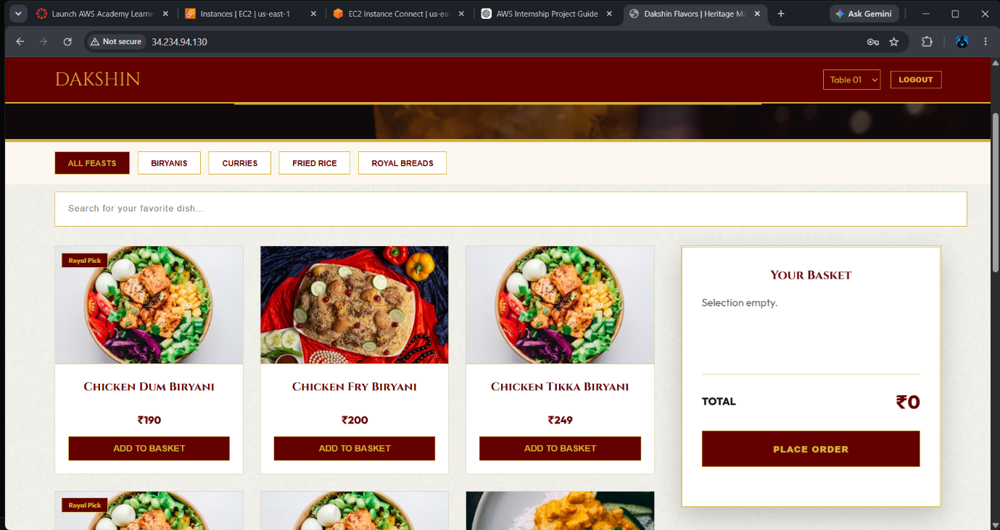 Launch AWS Academy Learne
Instances | EC2 | us-east-1
EC2 Instance Connect | us-ea
AWS Internship Project Guide
Dakshin Flavors | Heritage Ma
Ask Gemini
Not secure
34.234.94.130
DAKSHIN
Table 01
LOGOUT
ALL FEASTS
BIRYANIS
CURRIES
FRIED RICE
ROYAL BREADS
Search for your favorite dish...
Royal Pick
Chicken Dum Biryani
₹190
ADD TO BASKET
Chicken Fry Biryani
₹200
ADD TO BASKET
Chicken Tikka Biryani
₹249
ADD TO BASKET
Your Basket
Selection empty.
TOTAL
₹0
PLACE ORDER
Royal Pick